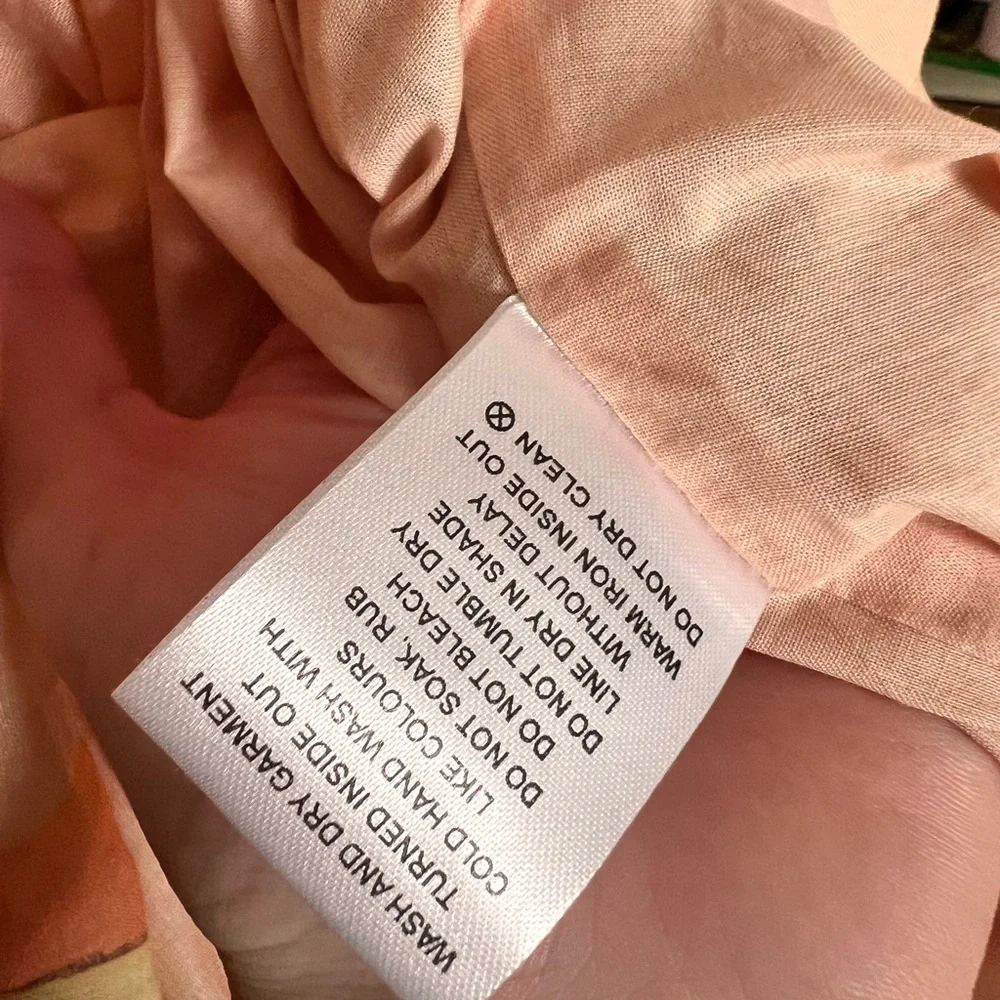 WASH AND DRY GARMENT
TURNED INSIDE OUT
COLD HAND WASH WITH
LIKE COLOURS
DO NOT SOAK, RUB
DO NOT BLEACH
DO NOT TUMBLE DRY
LINE DRY IN SHADE
WITHOUT DELAY
WARM IRON INSIDE OUT
DO NOT DRY CLEAN